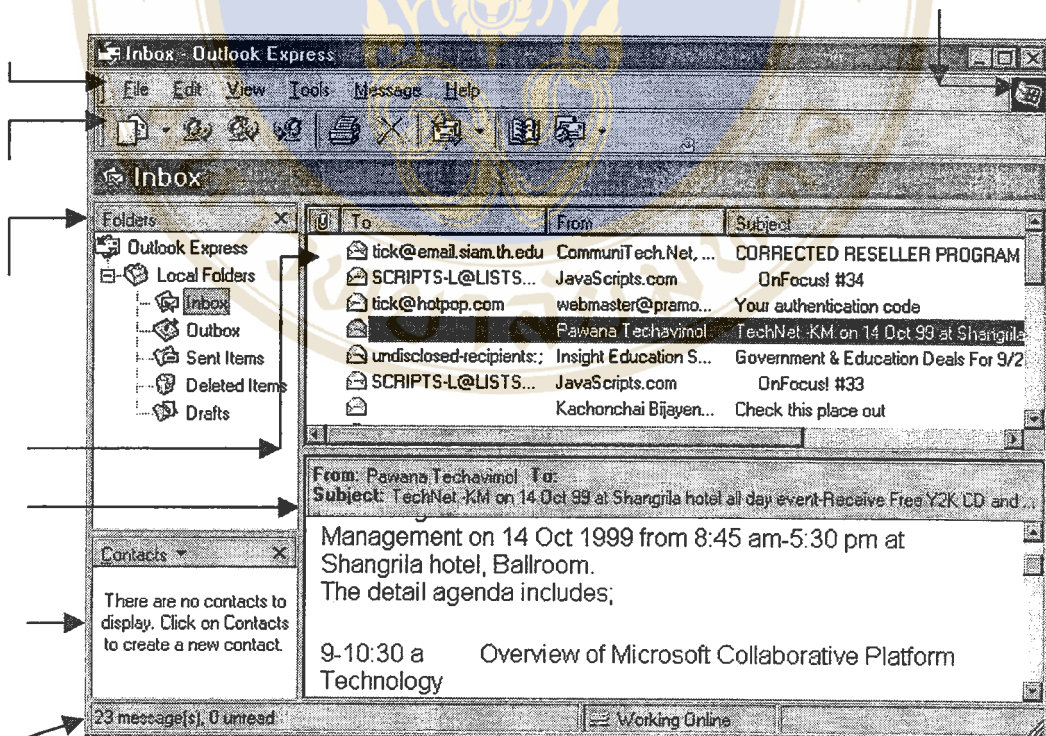 Inbox - Outlook Express
File Edit View Tools Message Help
Inbox
Folders
Outlook Express
Local Folders
Inbox
Outbox
Sent Items
Deleted Items
Drafts
To From Subject
tick@email.siam.th.edu CommuniTech.Net, ... CORRECTED RESELLER PROGRAM
SCRIPTS-L@LISTS... JavaScripts.com OnFocus! #34
tick@hotpop.com webmaster@pramo... Your authentication code
Pawana Techavimol TechNet -KM on 14 Oct 99 at Shangrila
undisclosed-recipients:; Insight Education S... Government & Education Deals For 9/2
SCRIPTS-L@LISTS... JavaScripts.com OnFocus! #33
Kachonchai Bijayen... Check this place out
From: Pawana Techavimol To:
Subject: TechNet -KM on 14 Oct 99 at Shangrila hotel all day event-Receive Free Y2K CD and ...
Management on 14 Oct 1999 from 8:45 am-5:30 pm at
Shangrila hotel, Ballroom.
The detail agenda includes;
9-10:30 a Overview of Microsoft Collaborative Platform
Technology
Contacts
There are no contacts to
display. Click on Contacts
to create a new contact.
23 message(s), 0 unread
Working Online